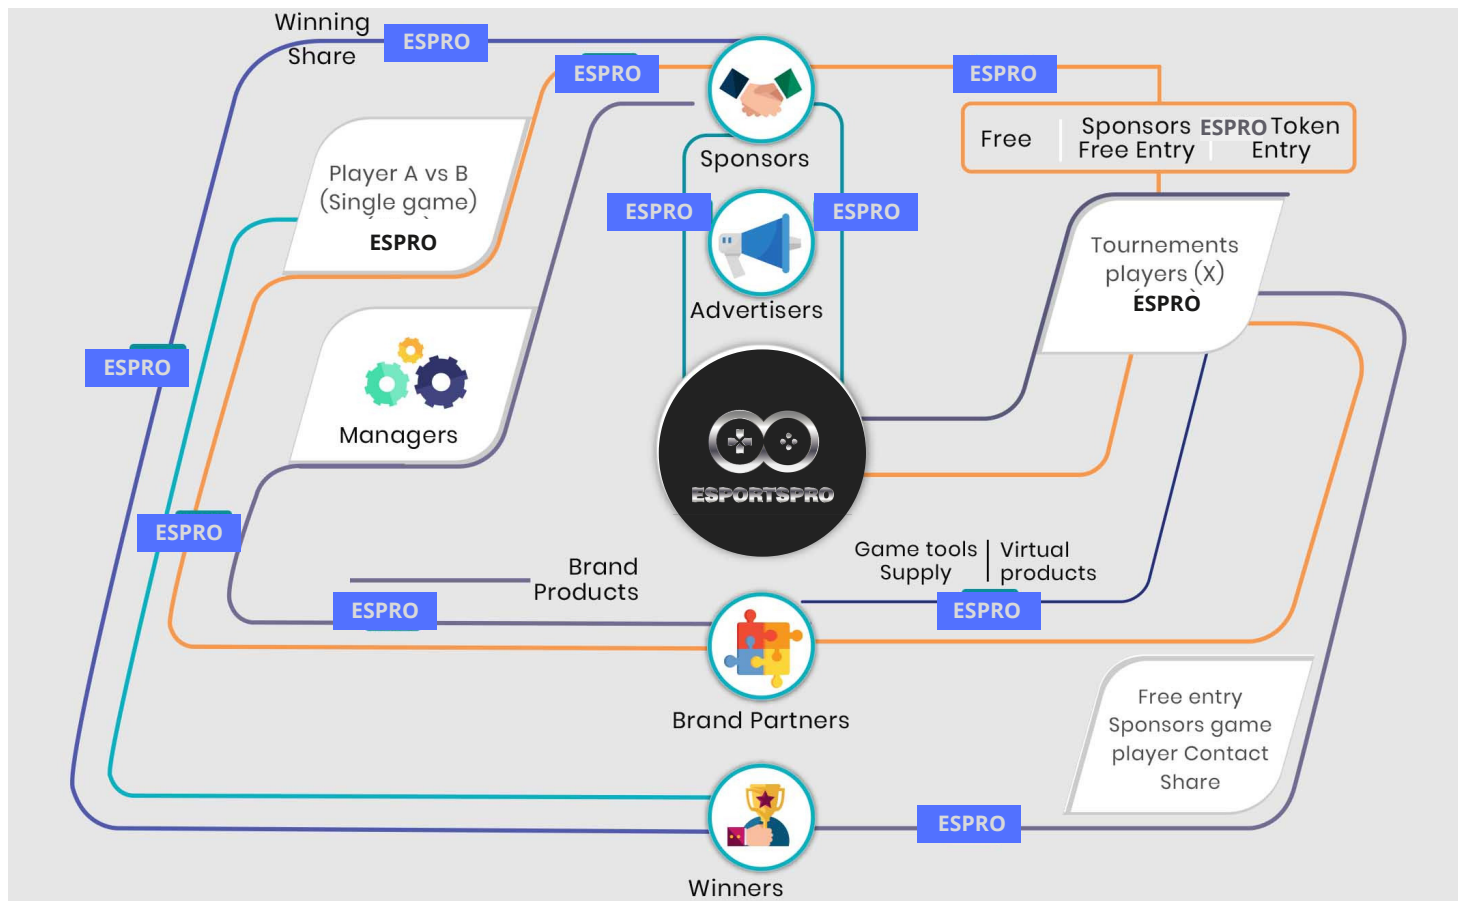 Winning
Share
ESPRO
ESPRO
ESPRO
Free
Sponsors
Free Entry
ESPRO Token
Entry
Sponsors
Player A vs B
(Single game)
ESPRO
ESPRO
ESPRO
Advertisers
Tournements
players (X)
ESPRO
ESPRO
Managers
ESPORTSPRO
ESPRO
Brand
Products
ESPRO
Game tools
Supply
Virtual
products
ESPRO
Brand Partners
Free entry
Sponsors game
player Contact
Share
ESPRO
Winners